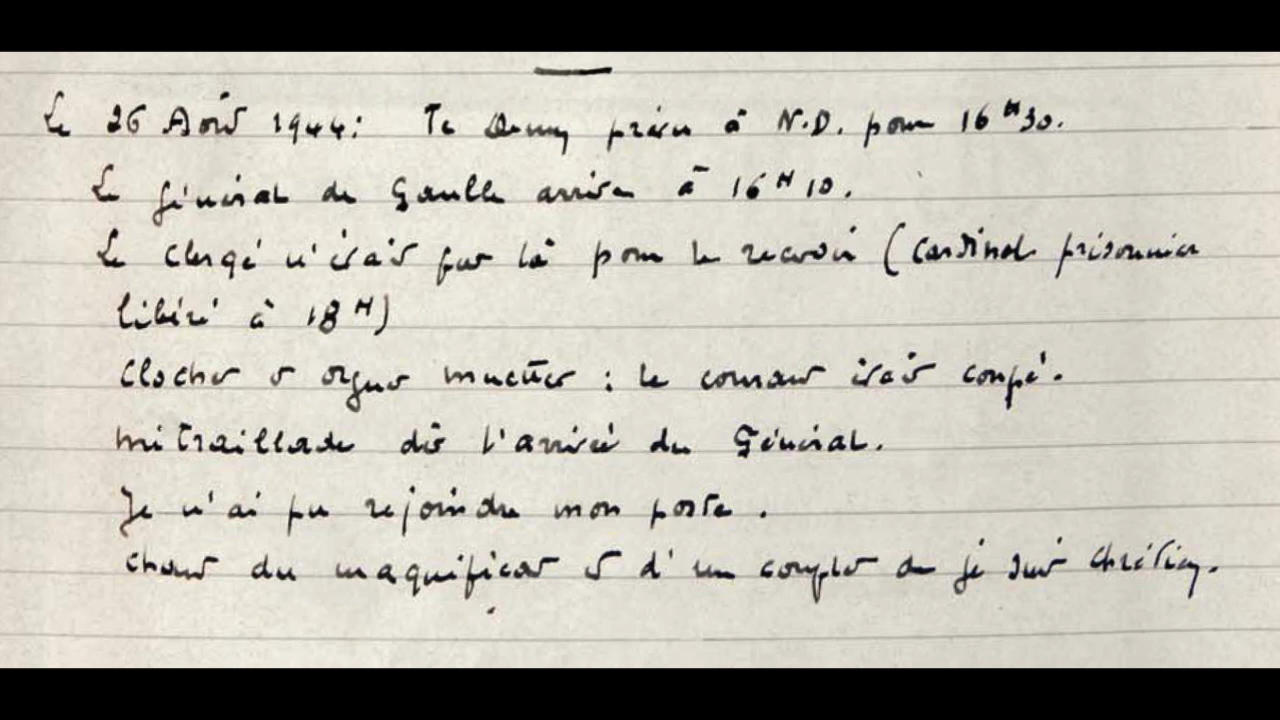 Le 26 Août 1944: Te Deum prévu à N.D. pour 16 H 30.
Le Général de Gaulle arrive à 16 H 10.
Le Clergé n'était pas là pour le recevoir (Cardinal prisonnier
libéré à 18 H)
Cloches et orgues muettes : le courant était coupé.
Mitraillade dès l'arrivée du Général.
Je n'ai pu rejoindre mon poste.
Chant du magnificat et d'un couplet de je suis Chrétien.